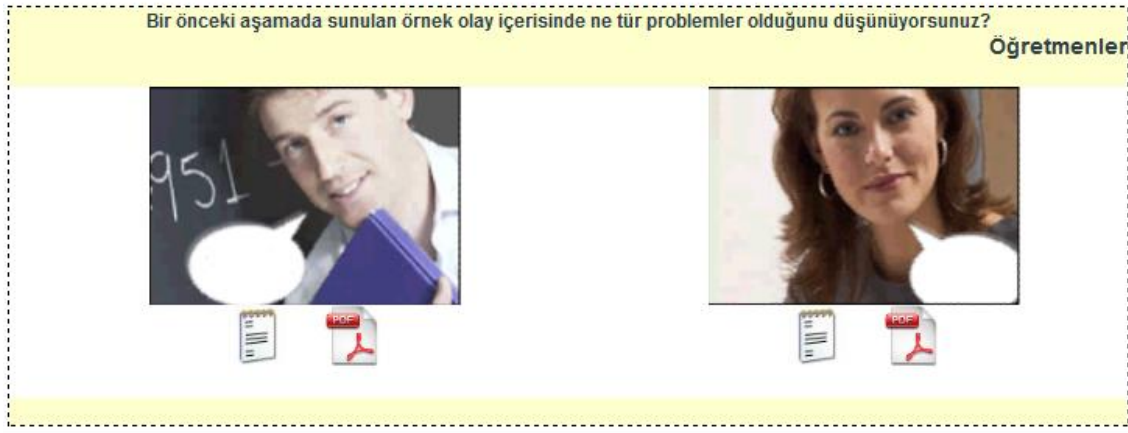 Bir önceki aşamada sunulan örnek olay içerisinde ne tür problemler olduğunu düşünüyorsunuz?
Öğretmenler
951
PDF
PDF